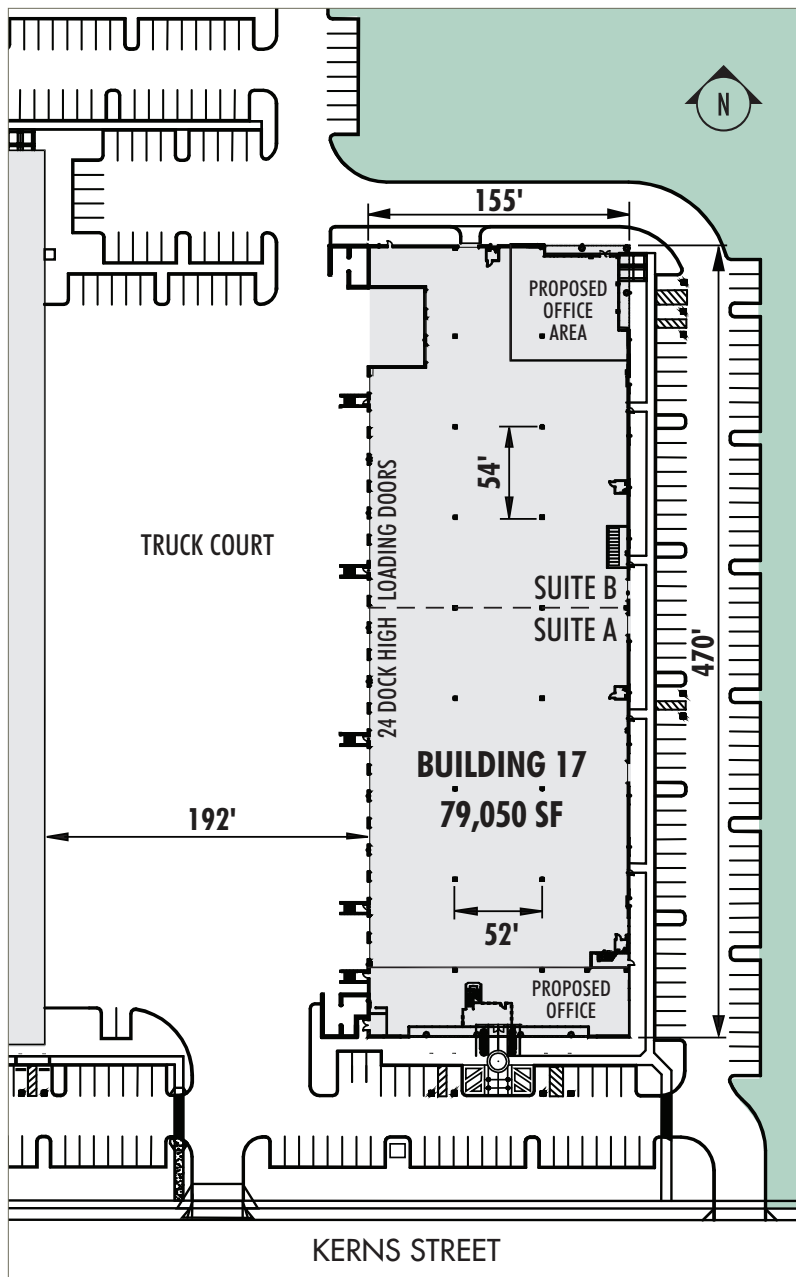 N
155'
PROPOSED
OFFICE
AREA
54'
24 DOCK HIGH LOADING DOORS
TRUCK COURT
SUITE B
SUITE A
470'
BUILDING 17
79,050 SF
192'
52'
PROPOSED
OFFICE
KERNS STREET